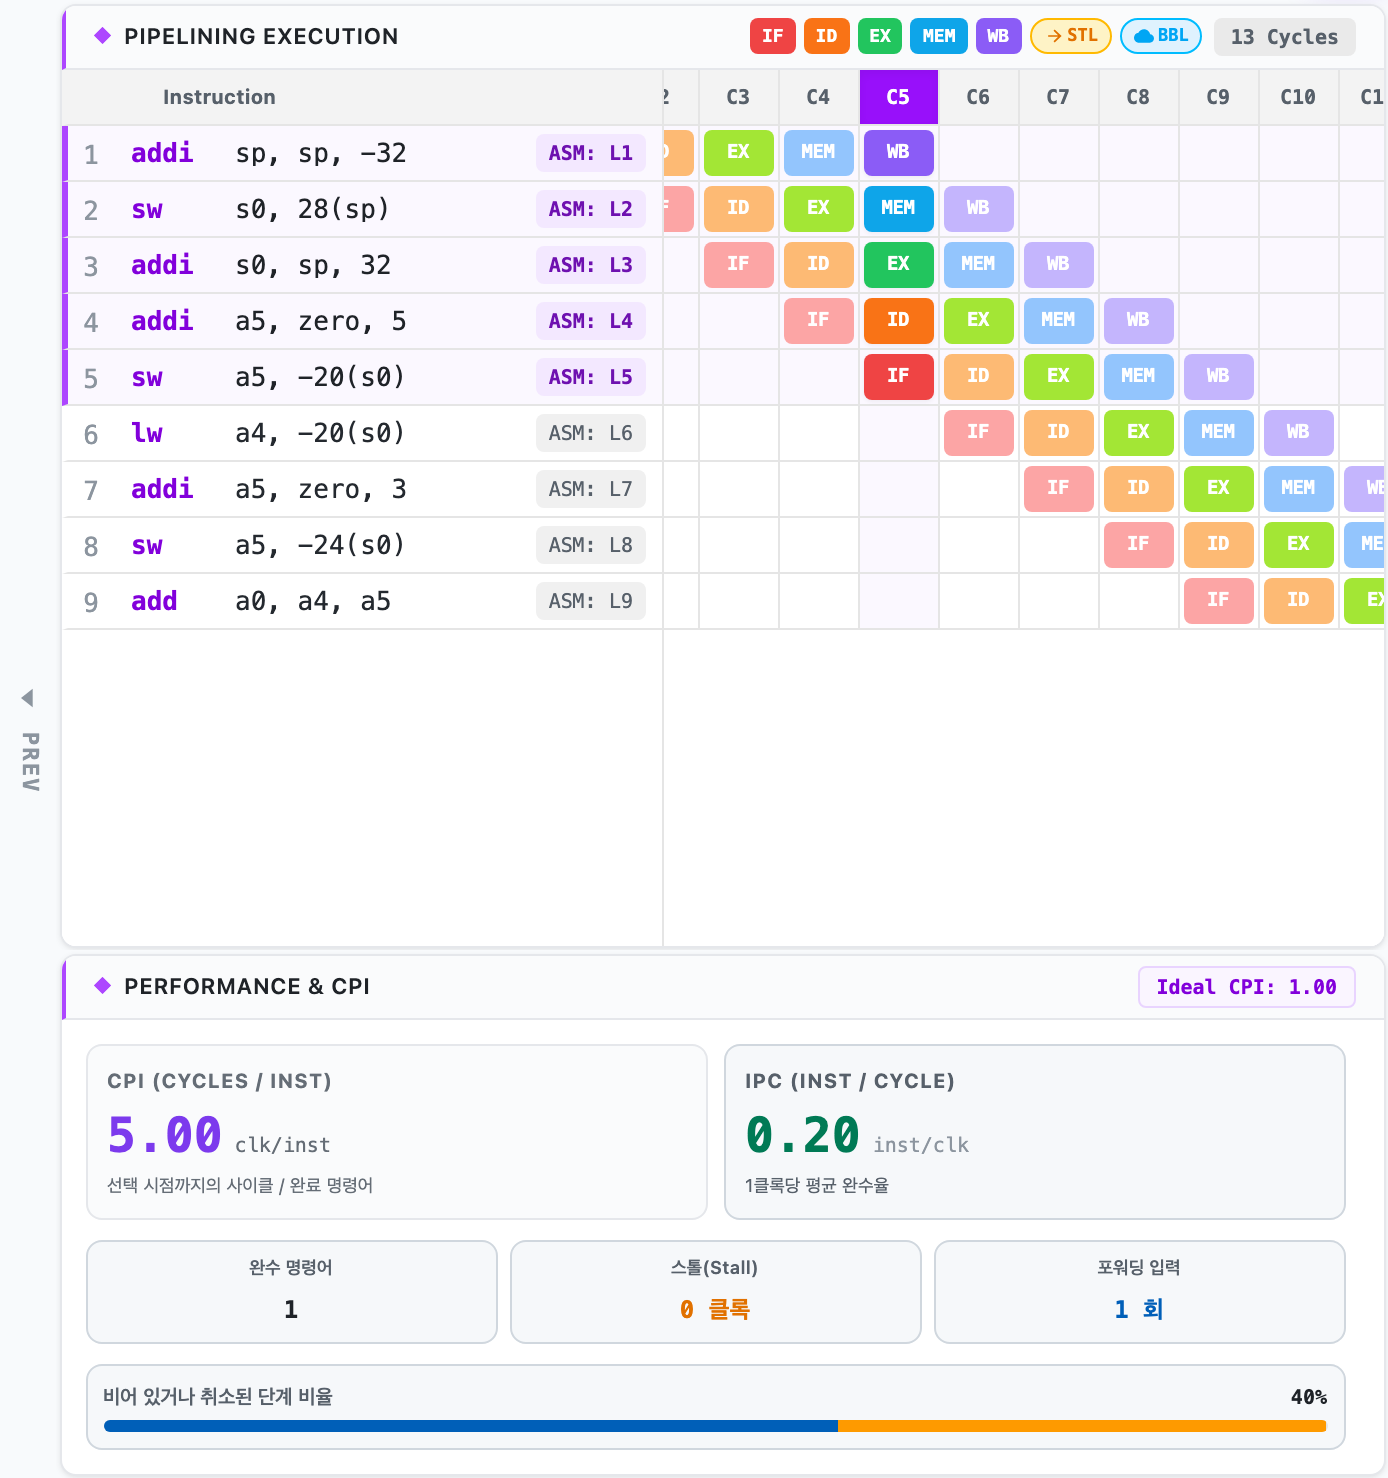 PIPELINING EXECUTION IF ID EX MEM WB STL BBL 13 Cycles
Instruction 2 C3 C4 C5 C6 C7 C8 C9 C10 C1
1 addi sp, sp, -32 ASM: L1 EX MEM WB
2 sw s0, 28(sp) ASM: L2 ID EX MEM WB
3 addi s0, sp, 32 ASM: L3 IF ID EX MEM WB
4 addi a5, zero, 5 ASM: L4 IF ID EX MEM WB
5 sw a5, -20(s0) ASM: L5 IF ID EX MEM WB
6 lw a4, -20(s0) ASM: L6 IF ID EX MEM WB
7 addi a5, zero, 3 ASM: L7 IF ID EX MEM WB
8 sw a5, -24(s0) ASM: L8 IF ID EX ME
9 add a0, a4, a5 ASM: L9 IF ID EX
PREV
PERFORMANCE & CPI Ideal CPI: 1.00
CPI (CYCLES / INST)
5.00 clk/inst
선택 시점까지의 사이클 / 완료 명령어
IPC (INST / CYCLE)
0.20 inst/clk
1클록당 평균 완수율
완수 명령어
1
스톨(Stall)
0 클록
포워딩 입력
1 회
비어 있거나 취소된 단계 비율 40%